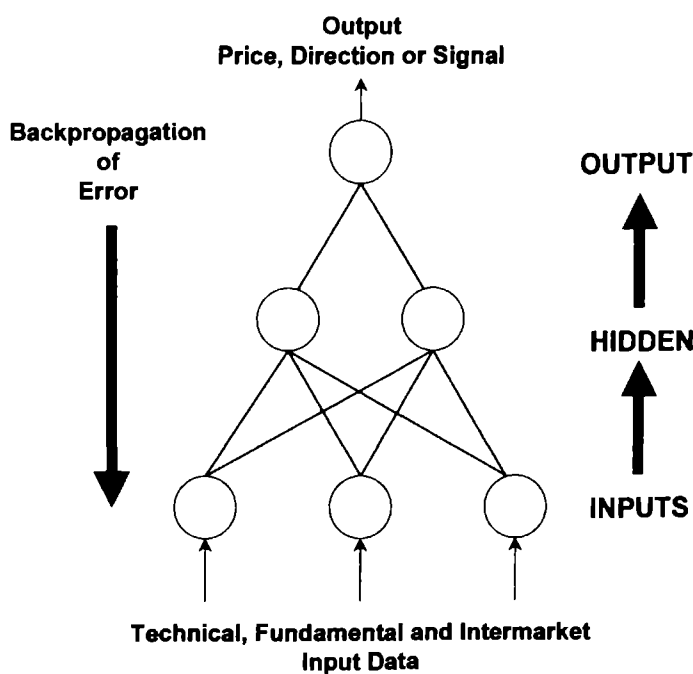 Output
Price, Direction or Signal
Backpropagation
of
Error
OUTPUT
HIDDEN
INPUTS
Technical, Fundamental and Intermarket
Input Data